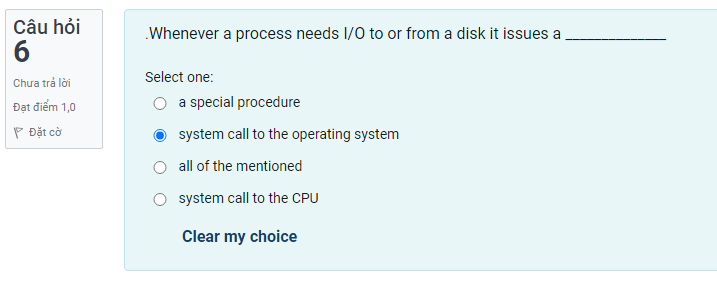 Câu hỏi
6
Chưa trả lời
Đạt điểm 1,0
Đặt cờ
.Whenever a process needs I/O to or from a disk it issues a ______________
Select one:
a special procedure
system call to the operating system
all of the mentioned
system call to the CPU
Clear my choice